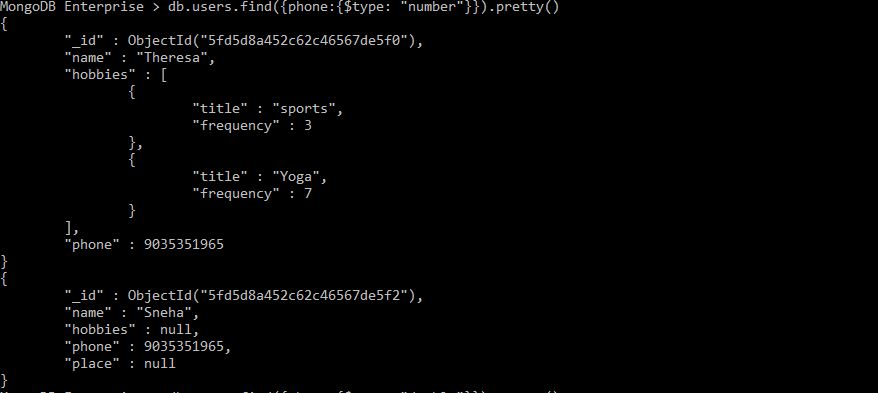 MongoDB Enterprise > db.users.find({phone:{$type: "number"}}).pretty()
{
        "_id" : ObjectId("5fd5d8a452c62c46567de5f0"),
        "name" : "Theresa",
        "hobbies" : [
                {
                        "title" : "sports",
                        "frequency" : 3
                },
                {
                        "title" : "Yoga",
                        "frequency" : 7
                }
        ],
        "phone" : 9035351965
}
{
        "_id" : ObjectId("5fd5d8a452c62c46567de5f2"),
        "name" : "Sneha",
        "hobbies" : null,
        "phone" : 9035351965,
        "place" : null
}